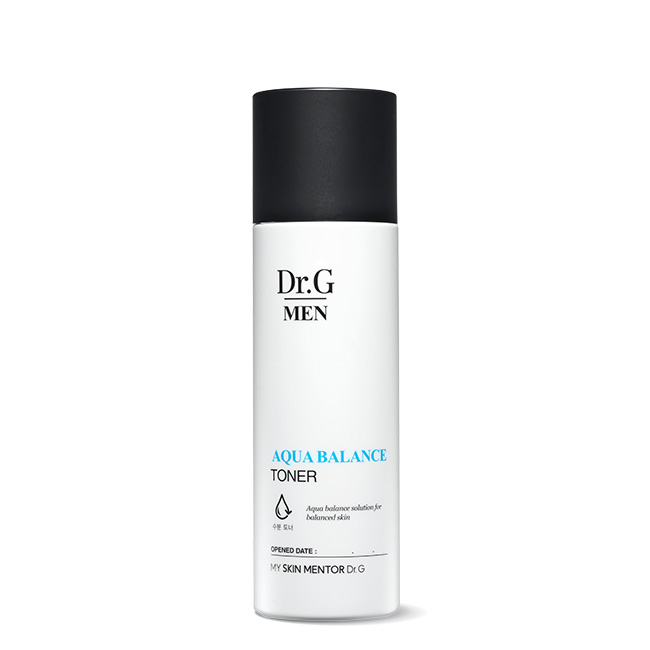 Dr.G
MEN
AQUA BALANCE
TONER
Aqua balance solution for
balanced skin
수분 토너
OPENED DATE : . .
MY SKIN MENTOR Dr.G